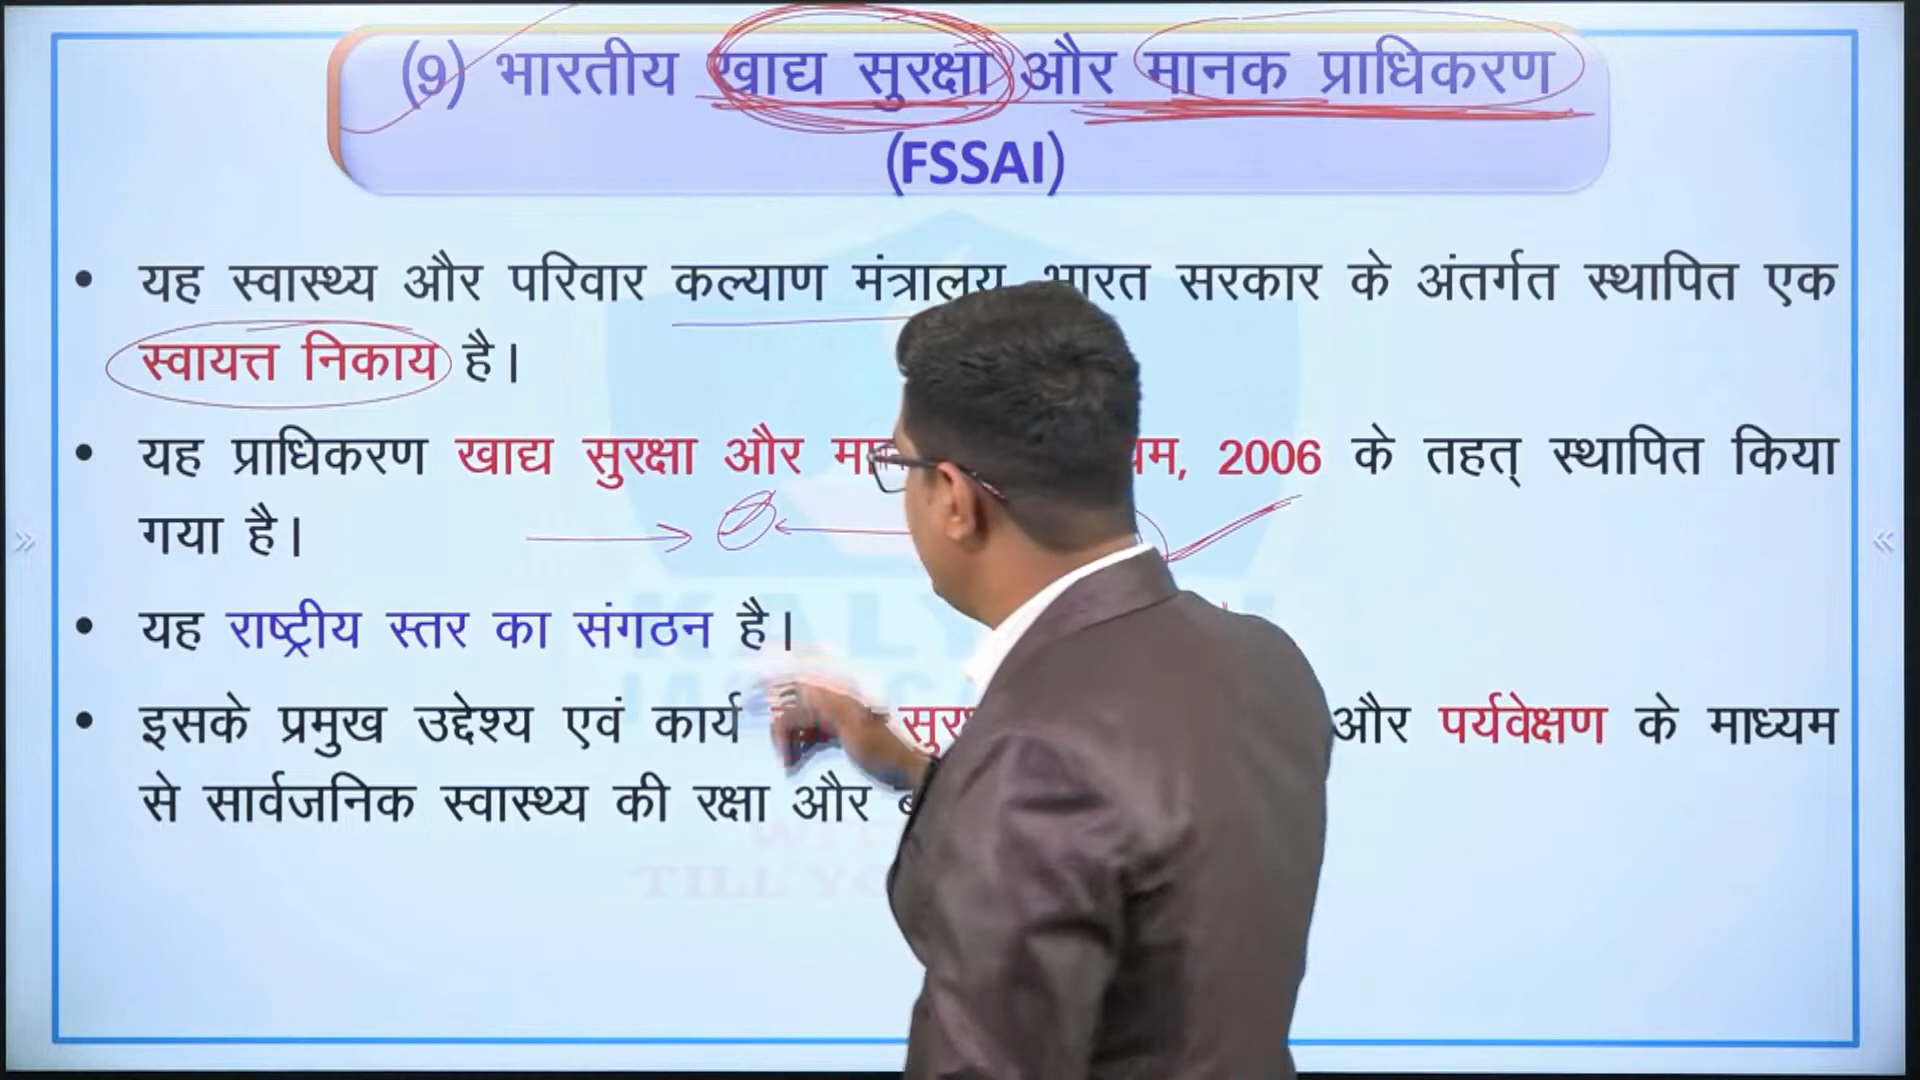 (9) भारतीय खाद्य सुरक्षा और मानक प्राधिकरण
(FSSAI)
• यह स्वास्थ्य और परिवार कल्याण मंत्रालय भारत सरकार के अंतर्गत स्थापित एक
स्वायत्त निकाय है।
• यह प्राधिकरण खाद्य सुरक्षा और 2006 के तहत् स्थापित किया
गया है।
• यह राष्ट्रीय स्तर का संगठन है।
• इसके प्रमुख उद्देश्य एवं कार्य और पर्यवेक्षण के माध्यम
से सार्वजनिक स्वास्थ्य की रक्षा और
TILL